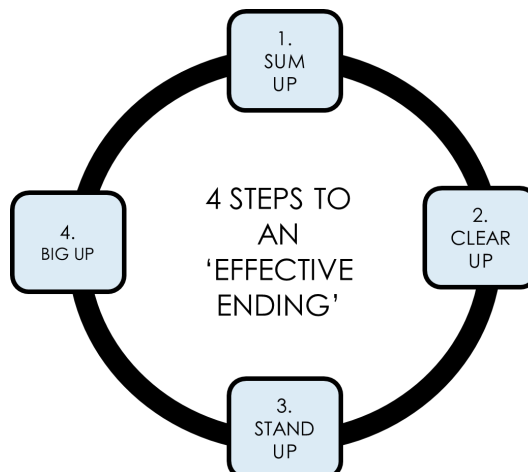 1.
SUM
UP
4 STEPS TO
AN
‘EFFECTIVE
ENDING’
2.
CLEAR
UP
3.
STAND
UP
4.
BIG UP